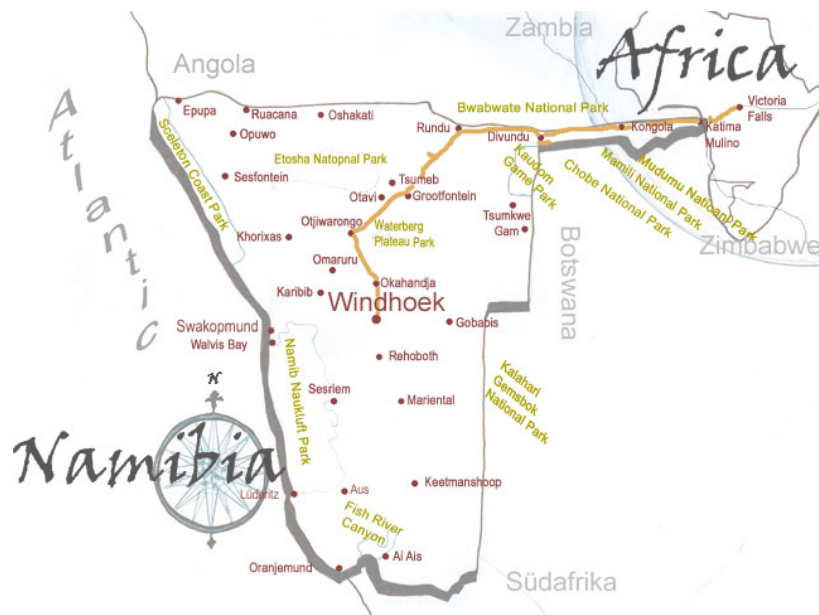 Zambia
Africa
Angola
Atlantic
Epupa
Ruacana
Oshakati
Bwabwate National Park
Victoria
Falls
Opuwo
Rundu
Divundu
Kongola
Katima
Mulino
Sceleton Coast Park
Etosha Natopnal Park
Kaudom
Game Park
Mamili National Park
Mudumu Natioanl Park
Chobe National Park
Sesfontein
Tsumeb
Otavi
Grootfontein
Tsumkwe
Gam
Otjiwarongo
Waterberg
Plateau Park
Khorixas
Zimbabwe
Botswana
Omaruru
Okahandja
Karibib
Windhoek
Swakopmund
Gobabis
Walvis Bay
Rehoboth
Namib Naukluft Park
Kalahari
Gemsbok
National Park
N
Sesriem
Mariental
Namibia
Keetmanshoop
Lüderitz
Aus
Fish River
Canyon
Ai Ais
Oranjemund
Südafrika